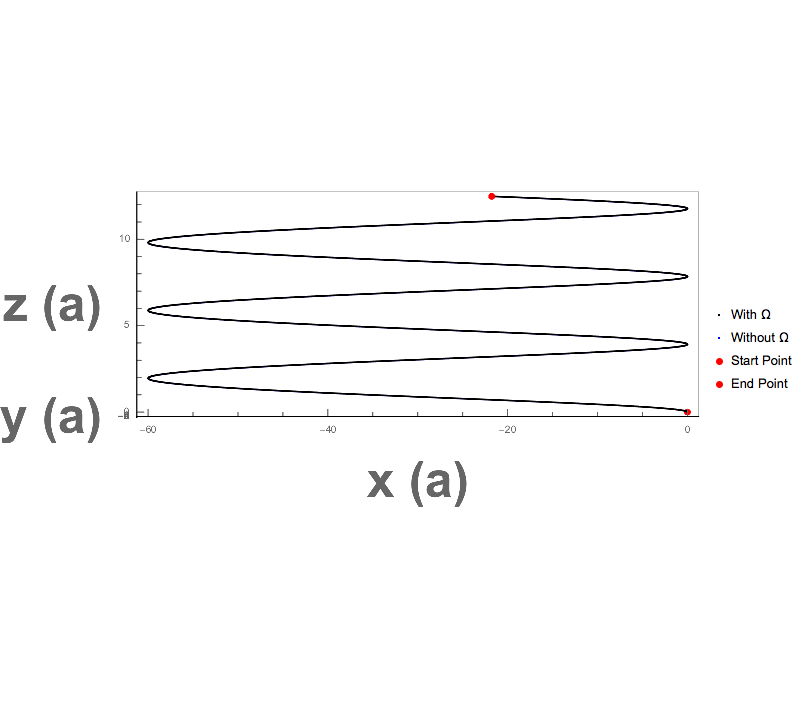 10
z (a)
5
0
y (a)
−60
−40
−20
0
x (a)
With Ω
Without Ω
Start Point
End Point